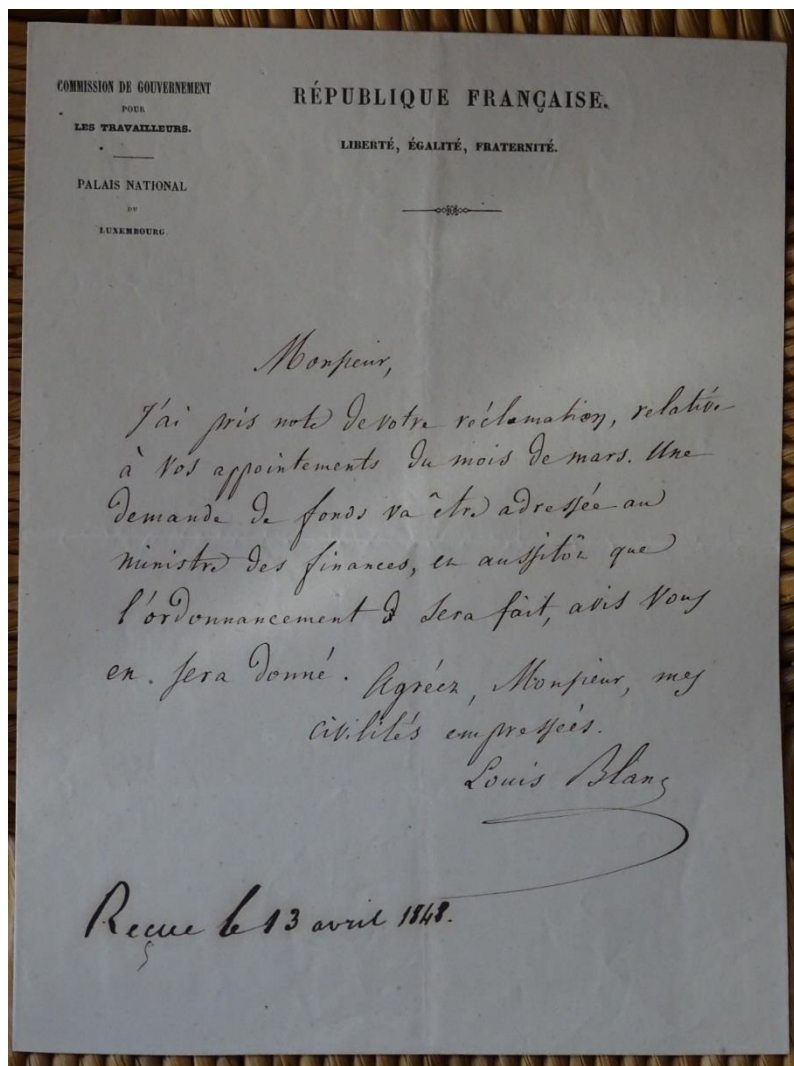 COMMISSION DE GOUVERNEMENT
POUR
LES TRAVAILLEURS.
PALAIS NATIONAL
DU
LUXEMBOURG
RÉPUBLIQUE FRANÇAISE.
LIBERTÉ, ÉGALITÉ, FRATERNITÉ.
Monsieur,
J'ai pris note de votre réclamation, relative
à vos appointements du mois de mars. Une
demande de fonds va être adressée au
ministre des finances, et aussitôt que
l'ordonnancement sera fait, avis vous
en sera donné. Agréez, Monsieur, mes
civilités empressées.
Louis Blanc
Reçue le 13 avril 1848.